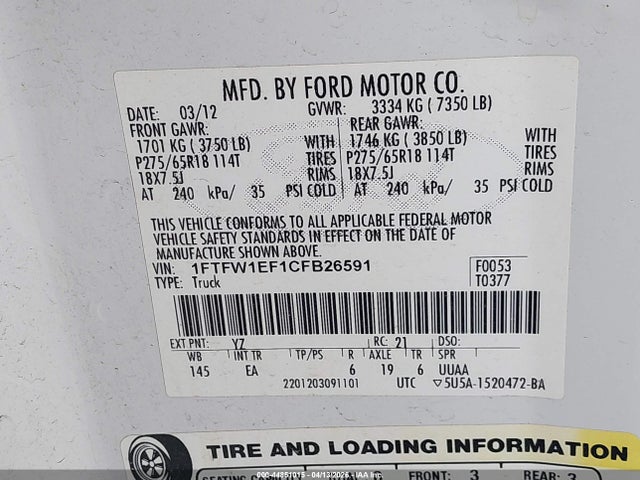 MFD. BY FORD MOTOR CO.
DATE: 03/12 GVWR: 3334 KG ( 7350 LB)
FRONT GAWR: REAR GAWR:
1701 KG ( 3750 LB) WITH 1746 KG ( 3850 LB) WITH
P275/65R18 114T TIRES P275/65R18 114T TIRES
18X7.5J RIMS 18X7.5J RIMS
AT 240 kPa/ 35 PSI COLD AT 240 kPa/ 35 PSI COLD
THIS VEHICLE CONFORMS TO ALL APPLICABLE FEDERAL MOTOR
VEHICLE SAFETY STANDARDS IN EFFECT ON THE DATE OF
MANUFACTURE SHOWN ABOVE.
VIN: 1FTFW1EF1CFB26591 F0053
TYPE: Truck T0377
EXT PNT: YZ RC: 21 DSO:
WB INT TR TP/PS R AXLE TR SPR
145 EA 6 19 6 UUAA
2201203091101 UTC ▽5U5A-1520472-BA
TIRE AND LOADING INFORMATION
FRONT: 3 REAR: 3
00C-44851015 - 04/13/2026 -